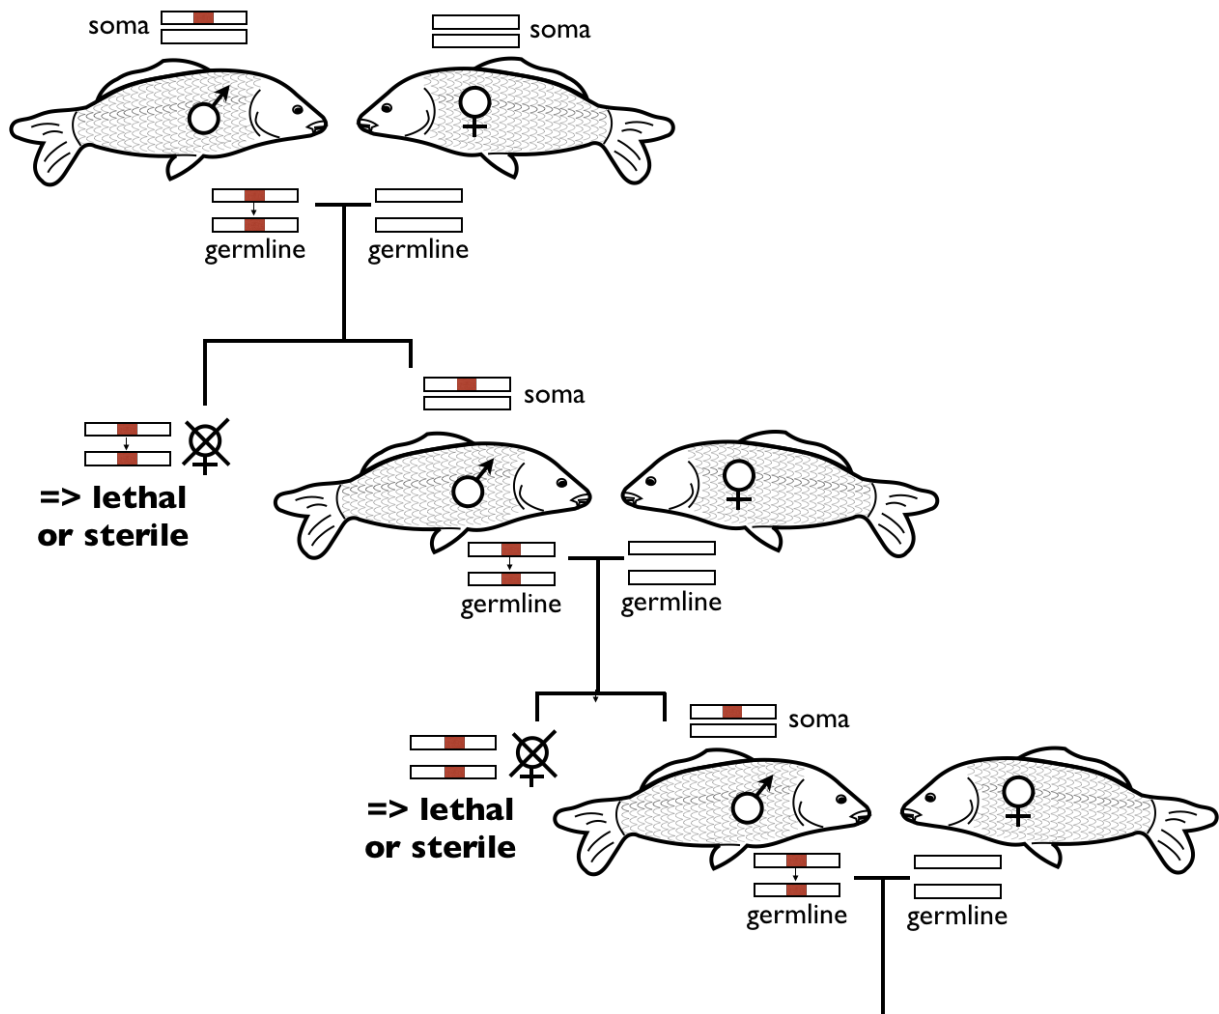 soma
soma
germline
germline
soma
=> lethal
or sterile
germline
germline
soma
=> lethal
or sterile
germline
germline